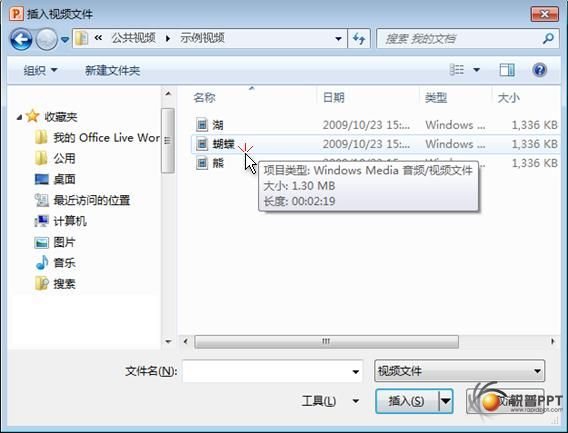 插入视频文件
« 公共视频 ▸ 示例视频 搜索 我的文档
组织 新建文件夹
名称 日期 类型 大小
收藏夹
我的 Office Live Wor
公用
桌面
最近访问的位置
计算机
图片
音乐
搜索
湖 2009/10/23 15:... Windows ... 1,336 KB
蝴蝶 2009/10/23 15:... Windows ... 1,336 KB
熊 1,336 KB
项目类型: Windows Media 音频/视频文件
大小: 1.30 MB
长度: 00:02:19
文件名(N): 视频文件
工具(L) 插入(S) 取消
锐普PPT
www.rapidppt.com